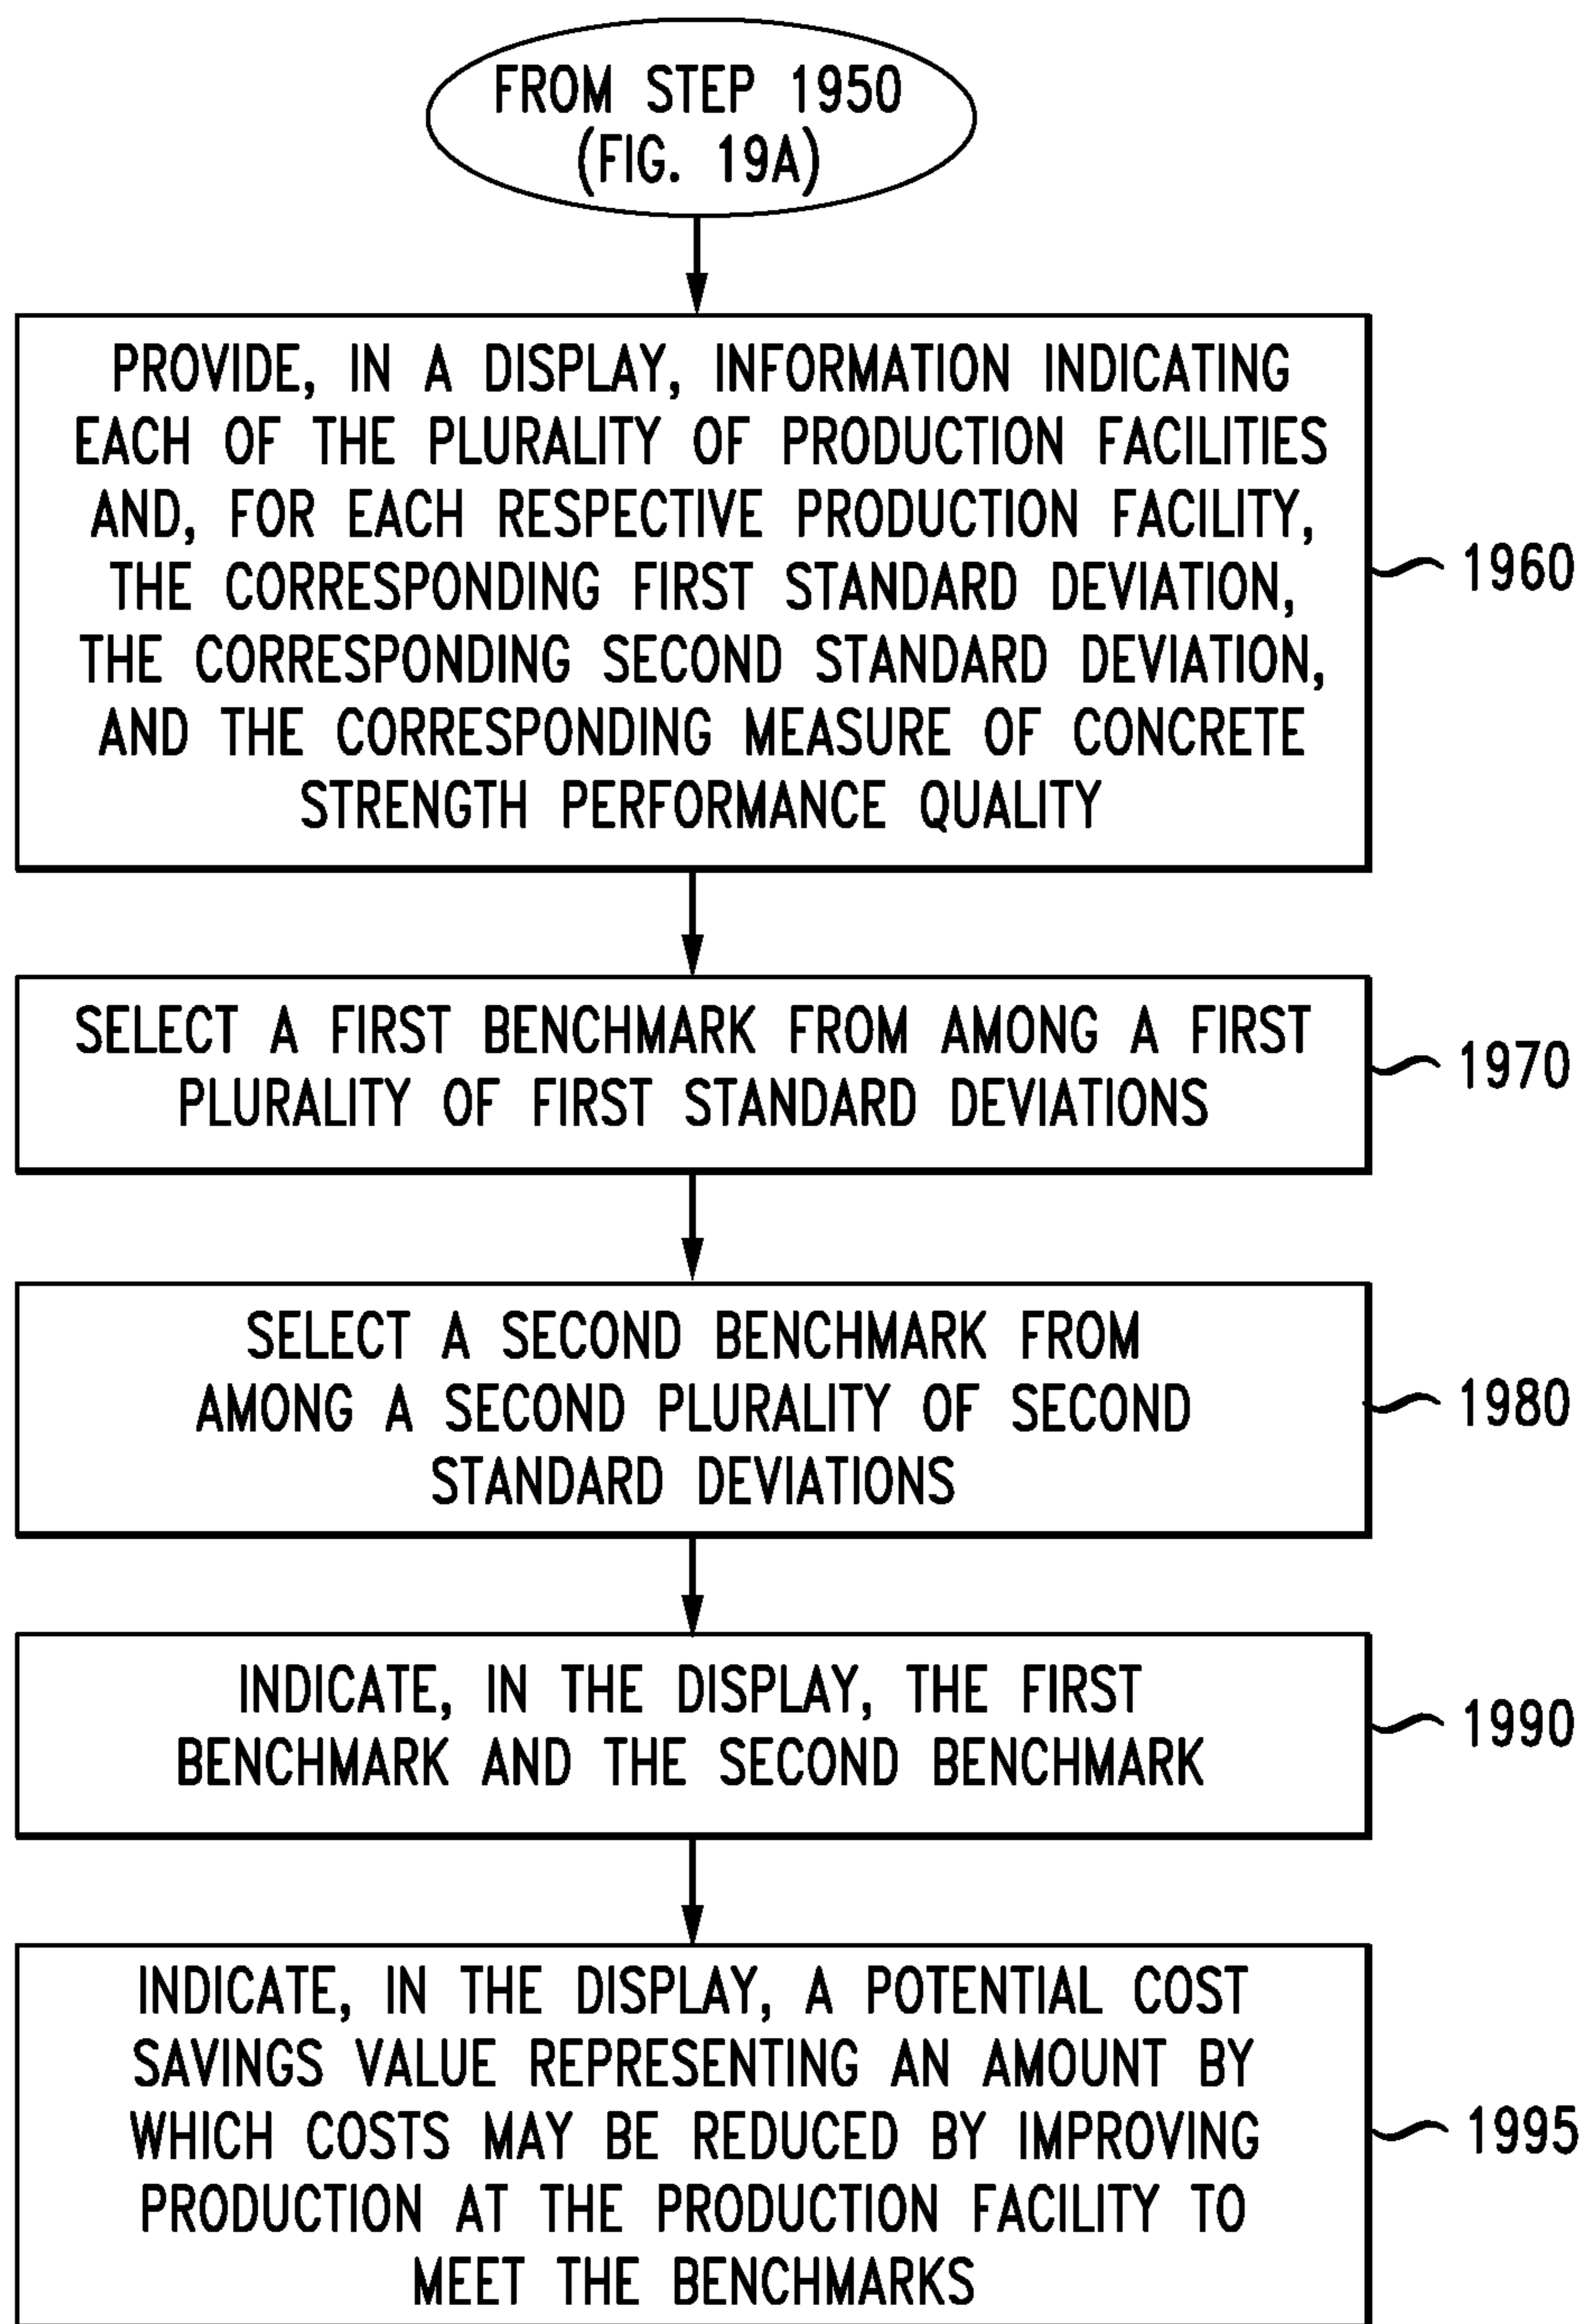 FROM STEP 1950
(FIG. 19A)
PROVIDE, IN A DISPLAY, INFORMATION INDICATING
EACH OF THE PLURALITY OF PRODUCTION FACILITIES
AND, FOR EACH RESPECTIVE PRODUCTION FACILITY,
THE CORRESPONDING FIRST STANDARD DEVIATION,
THE CORRESPONDING SECOND STANDARD DEVIATION,
AND THE CORRESPONDING MEASURE OF CONCRETE
STRENGTH PERFORMANCE QUALITY
1960
SELECT A FIRST BENCHMARK FROM AMONG A FIRST
PLURALITY OF FIRST STANDARD DEVIATIONS
1970
SELECT A SECOND BENCHMARK FROM
AMONG A SECOND PLURALITY OF SECOND
STANDARD DEVIATIONS
1980
INDICATE, IN THE DISPLAY, THE FIRST
BENCHMARK AND THE SECOND BENCHMARK
1990
INDICATE, IN THE DISPLAY, A POTENTIAL COST
SAVINGS VALUE REPRESENTING AN AMOUNT BY
WHICH COSTS MAY BE REDUCED BY IMPROVING
PRODUCTION AT THE PRODUCTION FACILITY TO
MEET THE BENCHMARKS
1995